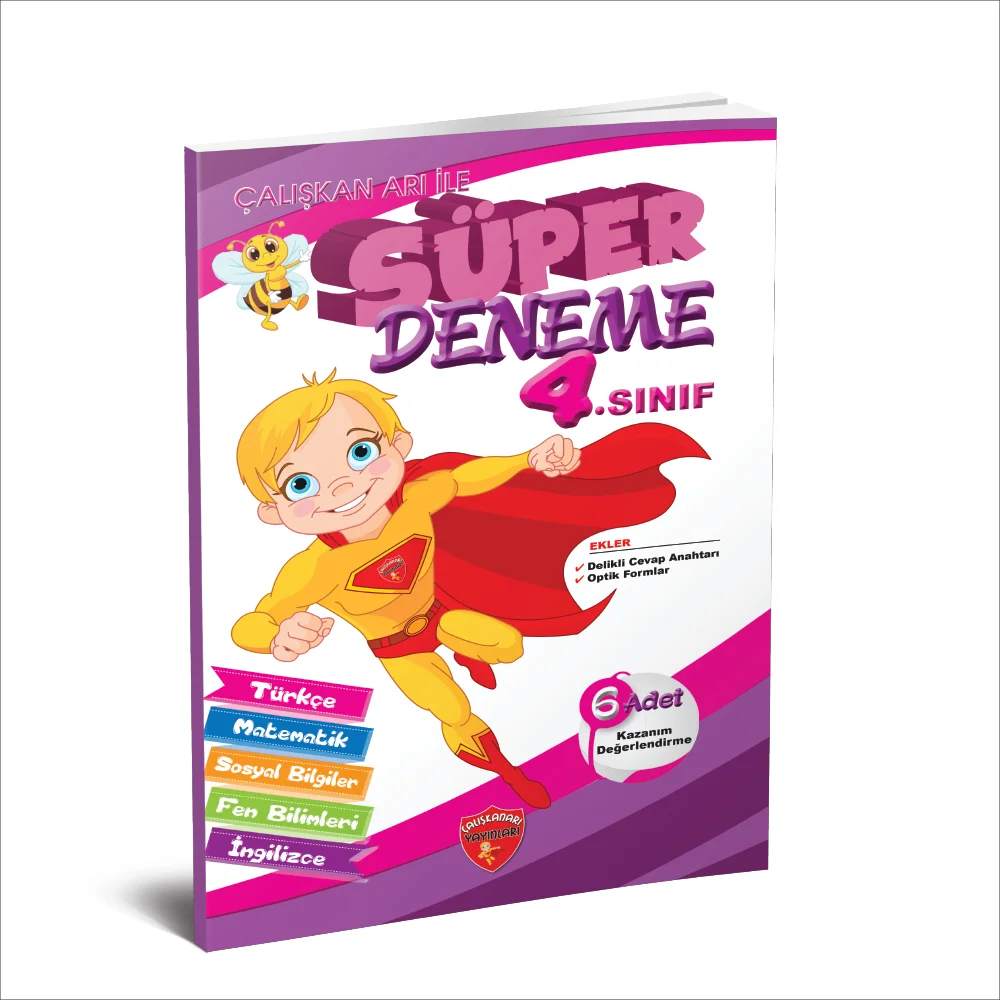 ÇALIŞKAN ARI İLE
SÜPER
DENEME
4.SINIF
EKLER
Delikli Cevap Anahtarı
Optik Formlar
6 Adet
Kazanım
Değerlendirme
Türkçe
Matematik
Sosyal Bilgiler
Fen Bilimleri
İngilizce
ÇALIŞKANARI
YAYINLARI